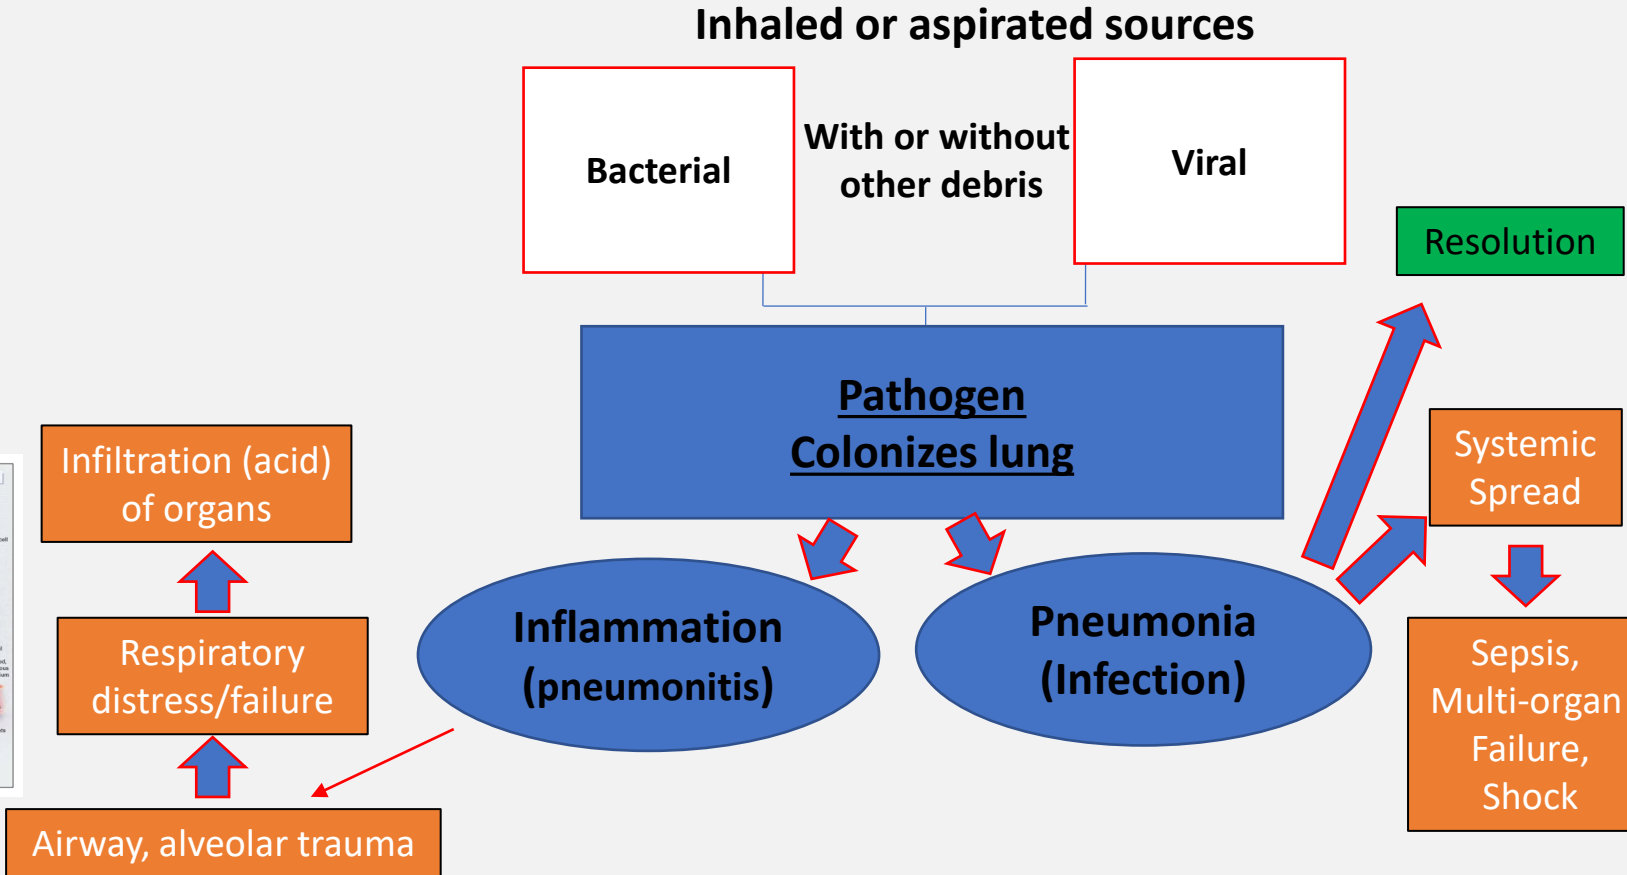 Inhaled or aspirated sources
Bacterial
With or without
other debris
Viral
Resolution
Pathogen
Colonizes lung
Infiltration (acid)
of organs
Systemic
Spread
Inflammation
(pneumonitis)
Pneumonia
(Infection)
Respiratory
distress/failure
Sepsis,
Multi-organ
Failure,
Shock
Airway, alveolar trauma